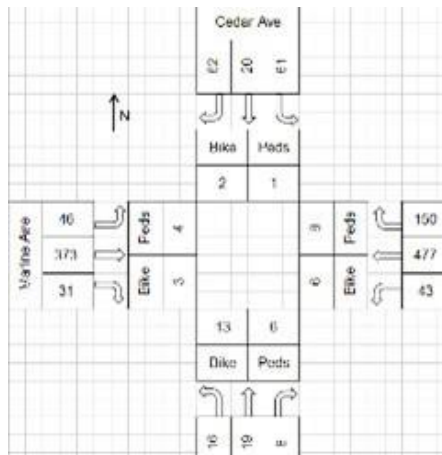 Cedar Ave
62 20 61
N
Bike Peds
2 1
Marine Ave
46
373
31
Peds 4
Bike 3
Peds
6 Bike
150
477
43
13 6
Bike Peds
16 19 8